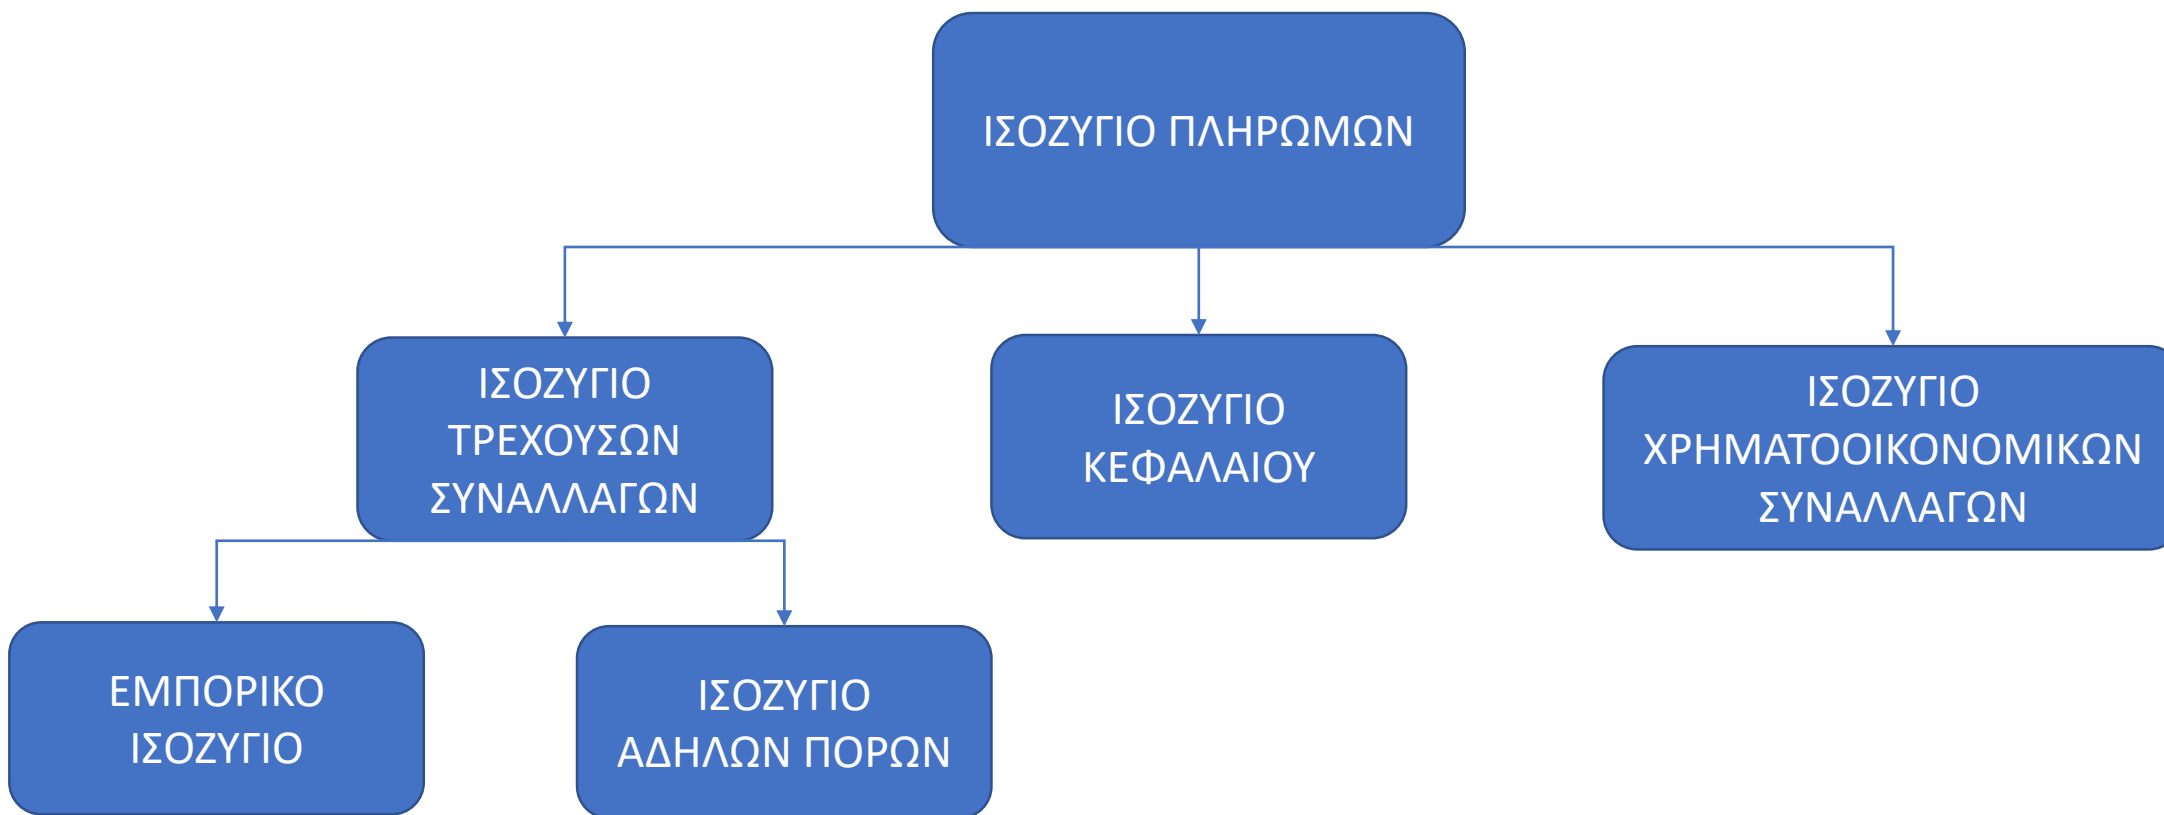 ΙΣΟΖΥΓΙΟ ΠΛΗΡΩΜΩΝ
ΙΣΟΖΥΓΙΟ
ΤΡΕΧΟΥΣΩΝ
ΣΥΝΑΛΛΑΓΩΝ
ΙΣΟΖΥΓΙΟ
ΚΕΦΑΛΑΙΟΥ
ΙΣΟΖΥΓΙΟ
ΧΡΗΜΑΤΟΟΙΚΟΝΟΜΙΚΩΝ
ΣΥΝΑΛΛΑΓΩΝ
ΕΜΠΟΡΙΚΟ
ΙΣΟΖΥΓΙΟ
ΙΣΟΖΥΓΙΟ
ΑΔΗΛΩΝ ΠΟΡΩΝ